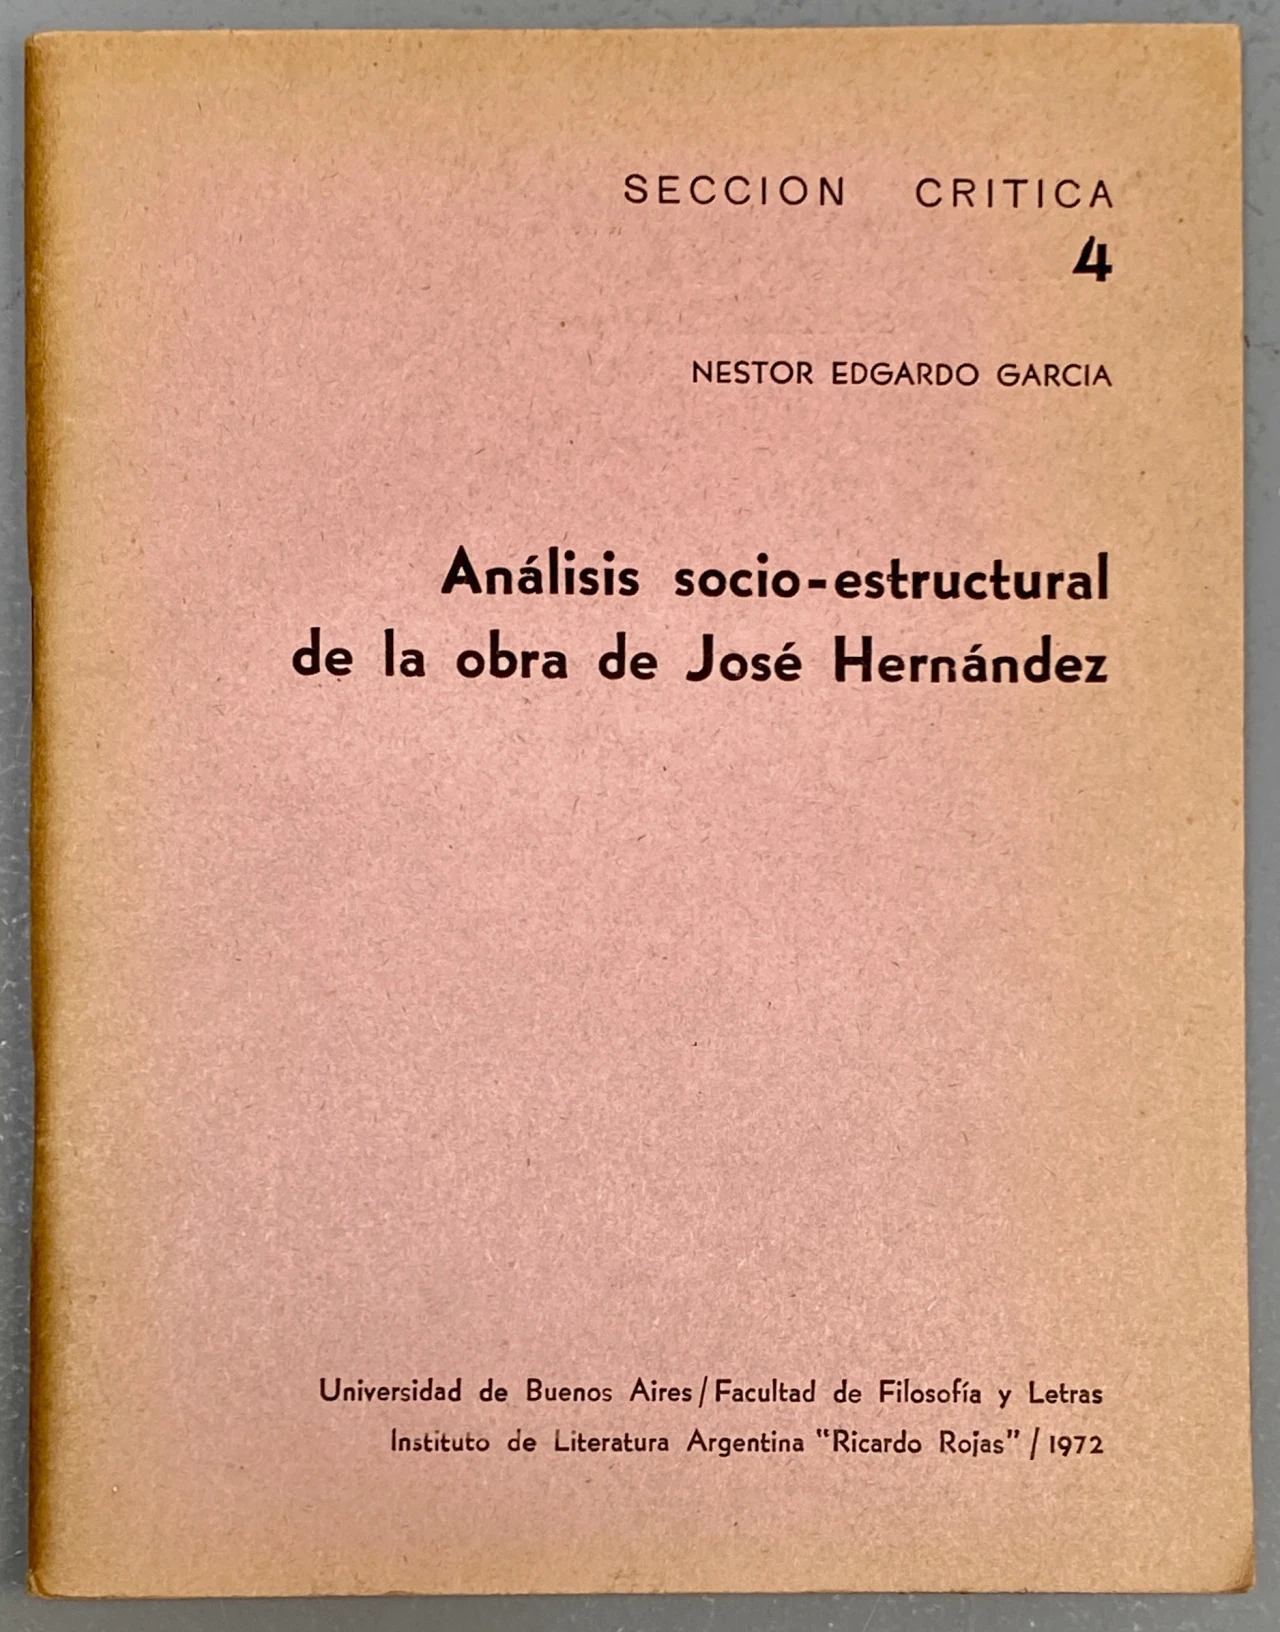 SECCION CRITICA
4
NESTOR EDGARDO GARCIA
Análisis socio-estructural
de la obra de José Hernández
Universidad de Buenos Aires / Facultad de Filosofía y Letras
Instituto de Literatura Argentina "Ricardo Rojas" / 1972